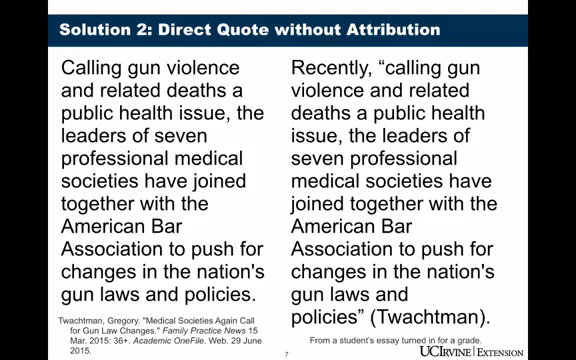 Solution 2: Direct Quote without Attribution
Calling gun violence
and related deaths a
public health issue, the
leaders of seven
professional medical
societies have joined
together with the
American Bar
Association to push for
changes in the nation's
gun laws and policies.
Twachtman, Gregory. "Medical Societies Again Call
for Gun Law Changes." Family Practice News 15
Mar. 2015: 36+. Academic OneFile. Web. 29 June
2015.
Recently, “calling gun
violence and related
deaths a public health
issue, the leaders of
seven professional
medical societies have
joined together with the
American Bar
Association to push for
changes in the nation's
gun laws and
policies” (Twachtman).
From a student's essay turned in for a grade.
7
UCIRVINE | EXTENSION